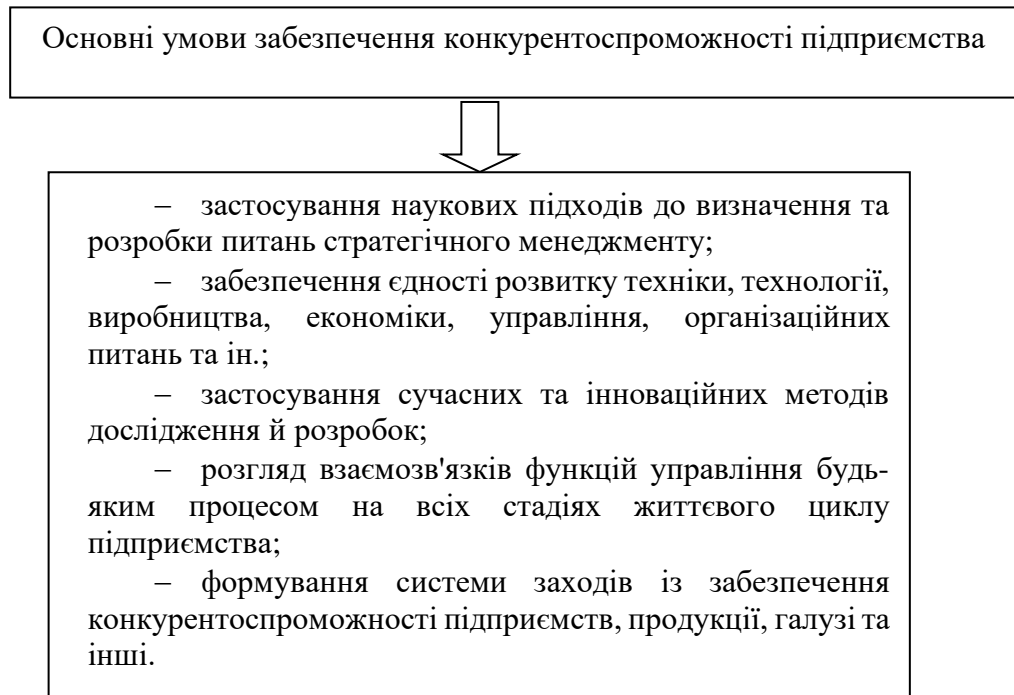 Основні умови забезпечення конкурентоспроможності підприємства
– застосування наукових підходів до визначення та
розробки питань стратегічного менеджменту;
– забезпечення єдності розвитку техніки, технології,
виробництва, економіки, управління, організаційних
питань та ін.;
– застосування сучасних та інноваційних методів
дослідження й розробок;
– розгляд взаємозв'язків функцій управління будь-
яким процесом на всіх стадіях життєвого циклу
підприємства;
– формування системи заходів із забезпечення
конкурентоспроможності підприємств, продукції, галузі та
інші.